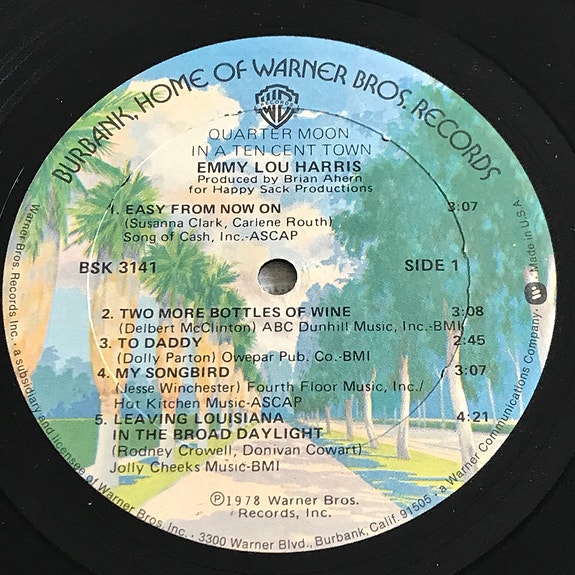 BURBANK, HOME OF WARNER BROS. RECORDS
WB
RECORDS
QUARTER MOON
IN A TEN CENT TOWN
EMMY LOU HARRIS
Produced by Brian Ahern
for Happy Sack Productions
1. EASY FROM NOW ON 3:07
(Susanna Clark, Carlene Routh)
Song of Cash, Inc.-ASCAP
BSK 3141 SIDE 1
2. TWO MORE BOTTLES OF WINE 3:08
(Delbert McClinton) ABC Dunhill Music, Inc.-BMI
3. TO DADDY 2:45
(Dolly Parton) Owepar Pub. Co.-BMI
4. MY SONGBIRD 3:07
(Jesse Winchester) Fourth Floor Music, Inc./
Hot Kitchen Music-ASCAP
5. LEAVING LOUISIANA 4:21
IN THE BROAD DAYLIGHT
(Rodney Crowell, Donivan Cowart)
Jolly Cheeks Music-BMI
Ⓟ1978 Warner Bros.
Records, Inc.
Warner Bros Records Inc. • a subsidiary and licensee of Warner Bros. Inc. • 3300 Warner Blvd., Burbank, Calif. 91505 • a Warner Communications Company. • Made in U.S.A.